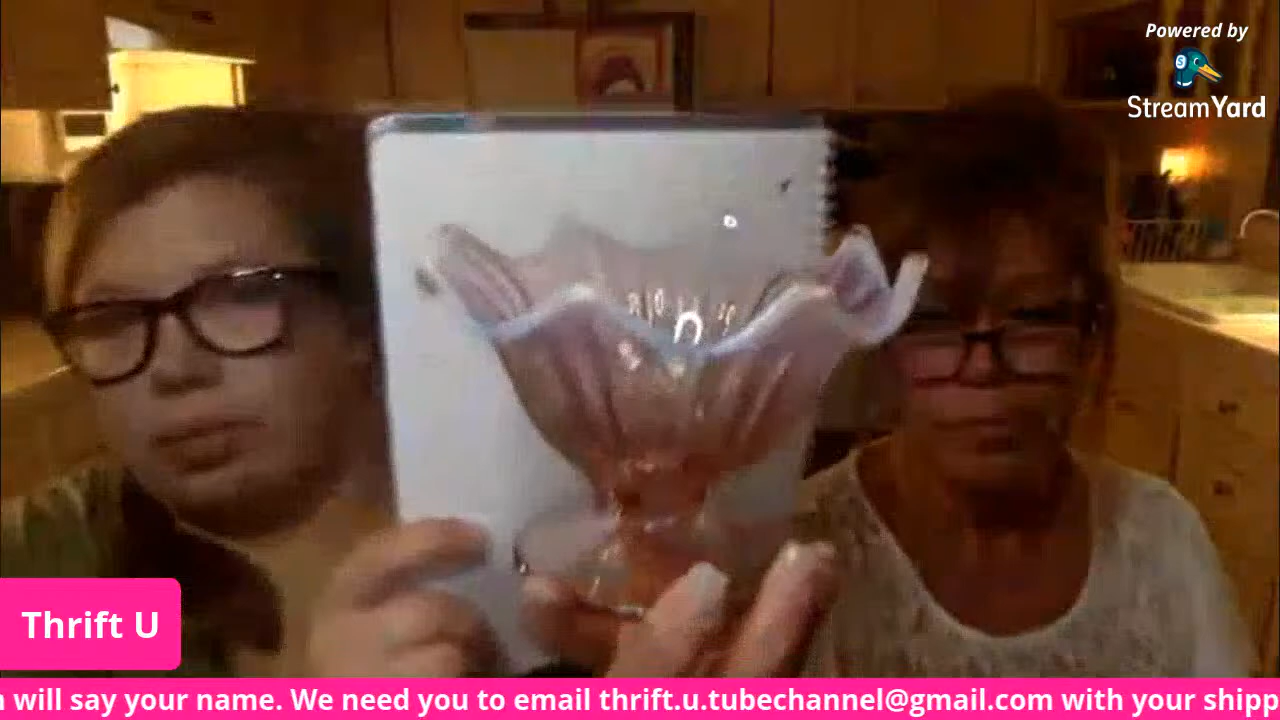 Powered by
StreamYard
Thrift U
will say your name. We need you to email thrift.u.tubechannel@gmail.com with your